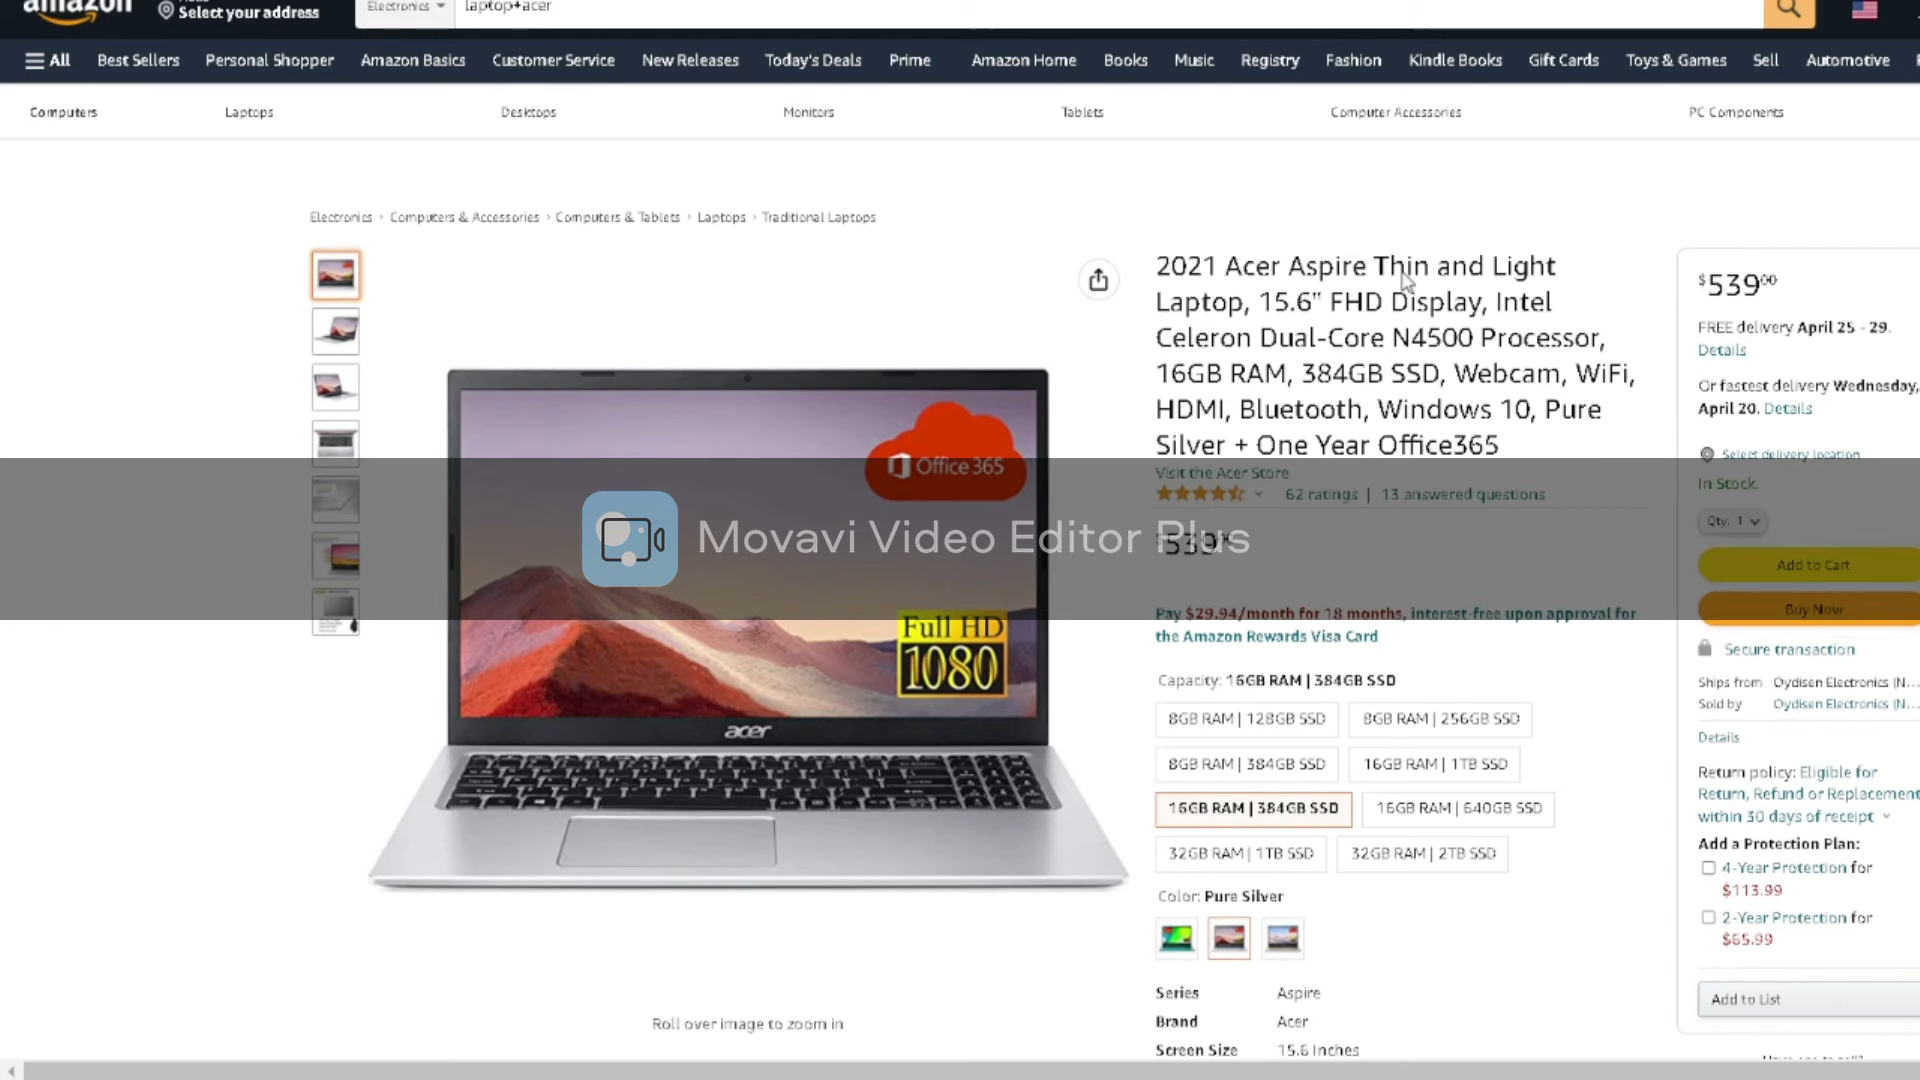 amazon
Select your address
Electronics
laptop+acer
All
Best Sellers
Personal Shopper
Amazon Basics
Customer Service
New Releases
Today's Deals
Prime
Amazon Home
Books
Music
Registry
Fashion
Kindle Books
Gift Cards
Toys & Games
Sell
Automotive
Computers
Laptops
Desktops
Monitors
Tablets
Computer Accessories
PC Components
Electronics › Computers & Accessories › Computers & Tablets › Laptops › Traditional Laptops
Office 365
Full HD
1080
acer
Roll over image to zoom in
2021 Acer Aspire Thin and Light
Laptop, 15.6" FHD Display, Intel
Celeron Dual-Core N4500 Processor,
16GB RAM, 384GB SSD, Webcam, WiFi,
HDMI, Bluetooth, Windows 10, Pure
Silver + One Year Office365
Visit the Acer Store
62 ratings | 13 answered questions
Movavi Video Editor Plus
539
Pay $29.94/month for 18 months, interest-free upon approval for
the Amazon Rewards Visa Card
Capacity: 16GB RAM | 384GB SSD
8GB RAM | 128GB SSD
8GB RAM | 256GB SSD
8GB RAM | 384GB SSD
16GB RAM | 1TB SSD
16GB RAM | 384GB SSD
16GB RAM | 640GB SSD
32GB RAM | 1TB SSD
32GB RAM | 2TB SSD
Color: Pure Silver
Series Aspire
Brand Acer
Screen Size 15.6 Inches
$53900
FREE delivery April 25 - 29.
Details
Or fastest delivery Wednesday,
April 20. Details
Select delivery location
In Stock.
Qty: 1
Add to Cart
Buy Now
Secure transaction
Ships from Oydisen Electronics (N...
Sold by Oydisen Electronics (N...
Details
Return policy: Eligible for
Return, Refund or Replacement
within 30 days of receipt
Add a Protection Plan:
4-Year Protection for
$113.99
2-Year Protection for
$65.99
Add to List